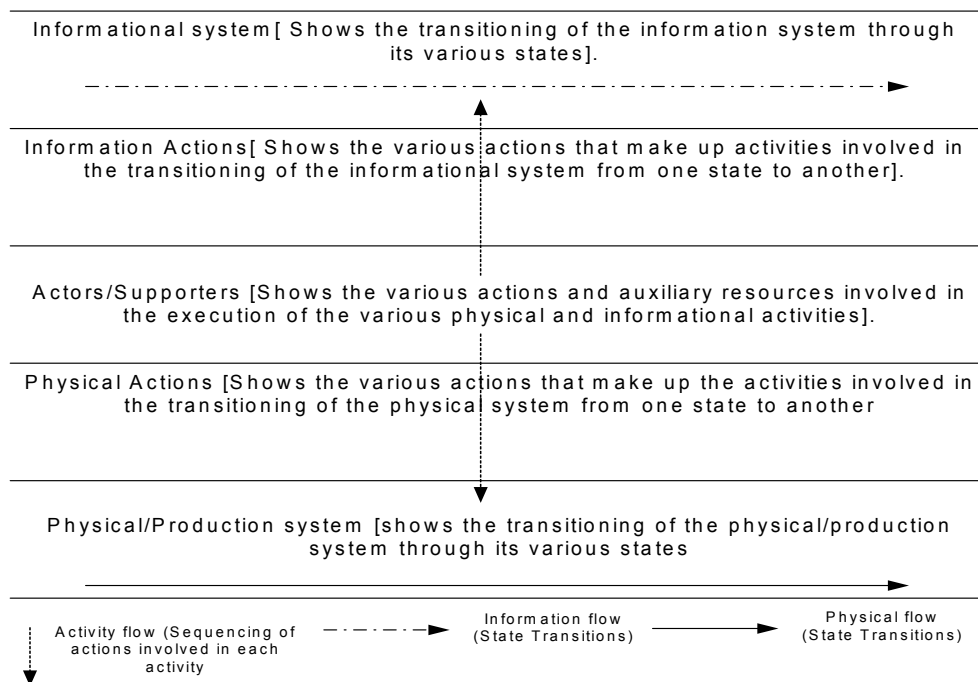 Informational system[ Shows the transitioning of the information system through
its various states].
Information Actions[ Shows the various actions that make up activities involved in
the transitioning of the informational system from one state to another].
Actors/Supporters [Shows the various actions and auxiliary resources involved in
the execution of the various physical and informational activities].
Physical Actions [Shows the various actions that make up the activities involved in
the transitioning of the physical system from one state to another
Physical/Production system [shows the transitioning of the physical/production
system through its various states
Activity flow (Sequencing of
actions involved in each
activity
Information flow
(State Transitions)
Physical flow
(State Transitions)